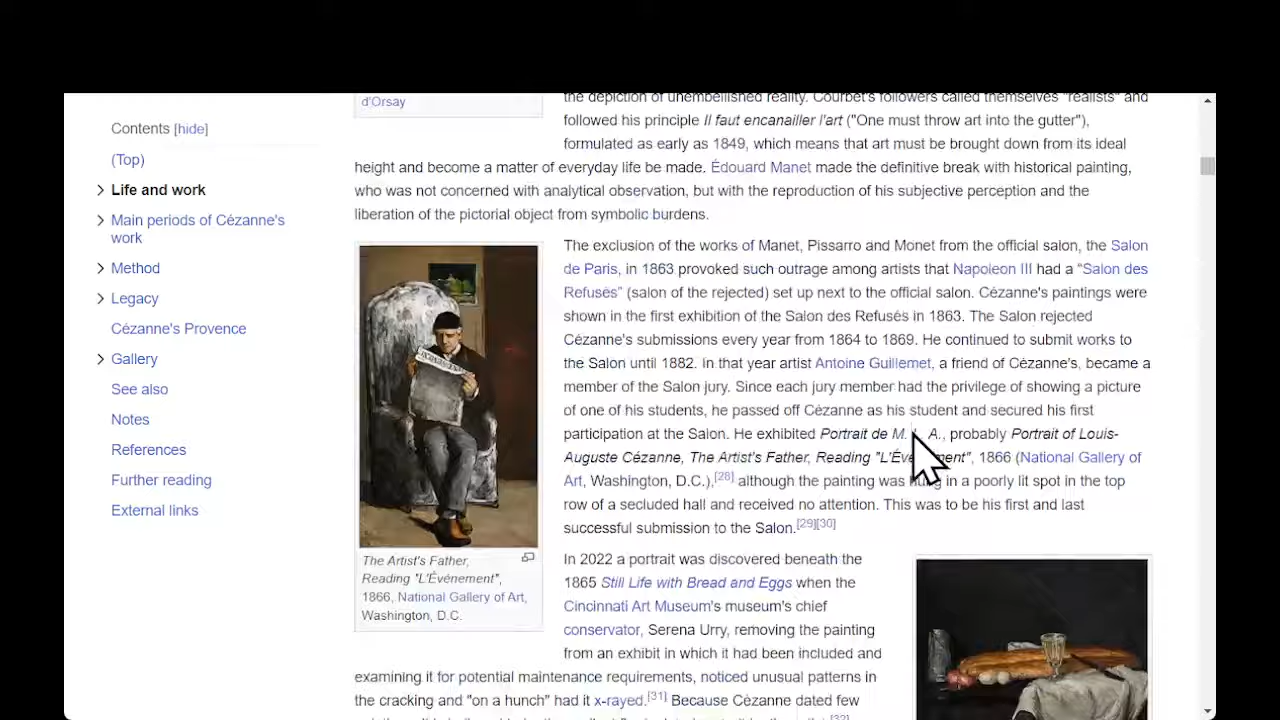 Contents [hide]
(Top)
Life and work
Main periods of Cézanne's
work
Method
Legacy
Cézanne's Provence
Gallery
See also
Notes
References
Further reading
External links
d'Orsay
the depiction of unembellished reality. Courbet's followers called themselves "realists" and
followed his principle Il faut encanailler l'art ("One must throw art into the gutter"),
formulated as early as 1849, which means that art must be brought down from its ideal
height and become a matter of everyday life be made. Édouard Manet made the definitive break with historical painting,
who was not concerned with analytical observation, but with the reproduction of his subjective perception and the
liberation of the pictorial object from symbolic burdens.
The exclusion of the works of Manet, Pissarro and Monet from the official salon, the Salon
de Paris, in 1863 provoked such outrage among artists that Napoleon III had a “Salon des
Refusés” (salon of the rejected) set up next to the official salon. Cézanne's paintings were
shown in the first exhibition of the Salon des Refusés in 1863. The Salon rejected
Cézanne's submissions every year from 1864 to 1869. He continued to submit works to
the Salon until 1882. In that year artist Antoine Guillemet, a friend of Cézanne's, became a
member of the Salon jury. Since each jury member had the privilege of showing a picture
of one of his students, he passed off Cézanne as his student and secured his first
participation at the Salon. He exhibited Portrait de M. A., probably Portrait of Louis-
Auguste Cézanne, The Artist's Father, Reading "L'Événement", 1866 (National Gallery of
Art, Washington, D.C.),[28] although the painting was hung in a poorly lit spot in the top
row of a secluded hall and received no attention. This was to be his first and last
successful submission to the Salon.[29][30]
The Artist's Father,
Reading "L'Événement",
1866, National Gallery of Art,
Washington, D.C.
In 2022 a portrait was discovered beneath the
1865 Still Life with Bread and Eggs when the
Cincinnati Art Museum's museum's chief
conservator, Serena Urry, removing the painting
from an exhibit in which it had been included and
examining it for potential maintenance requirements, noticed unusual patterns in
the cracking and "on a hunch" had it x-rayed.[31] Because Cézanne dated few
[32]